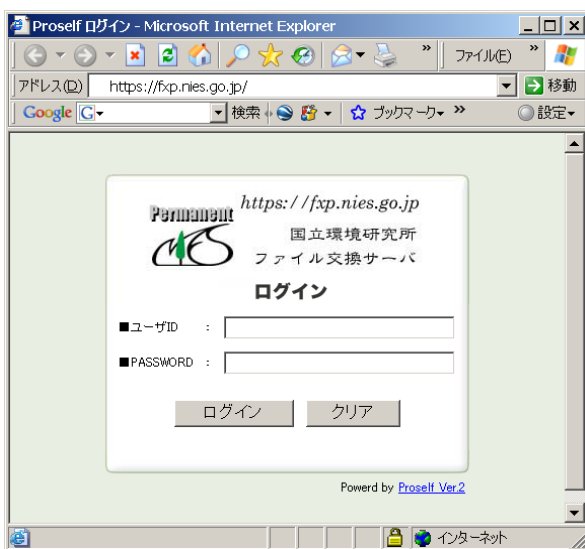 Proself ログイン - Microsoft Internet Explorer
» ファイル(F) »
アドレス(D) https://fxp.nies.go.jp/ 移動
Google G 検索 ブックマーク » 設定
https://fxp.nies.go.jp
Permanent
国立環境研究所
ファイル交換サーバ
ログイン
■ユーザID :
■PASSWORD :
ログイン クリア
Powerd by Proself Ver.2
インターネット